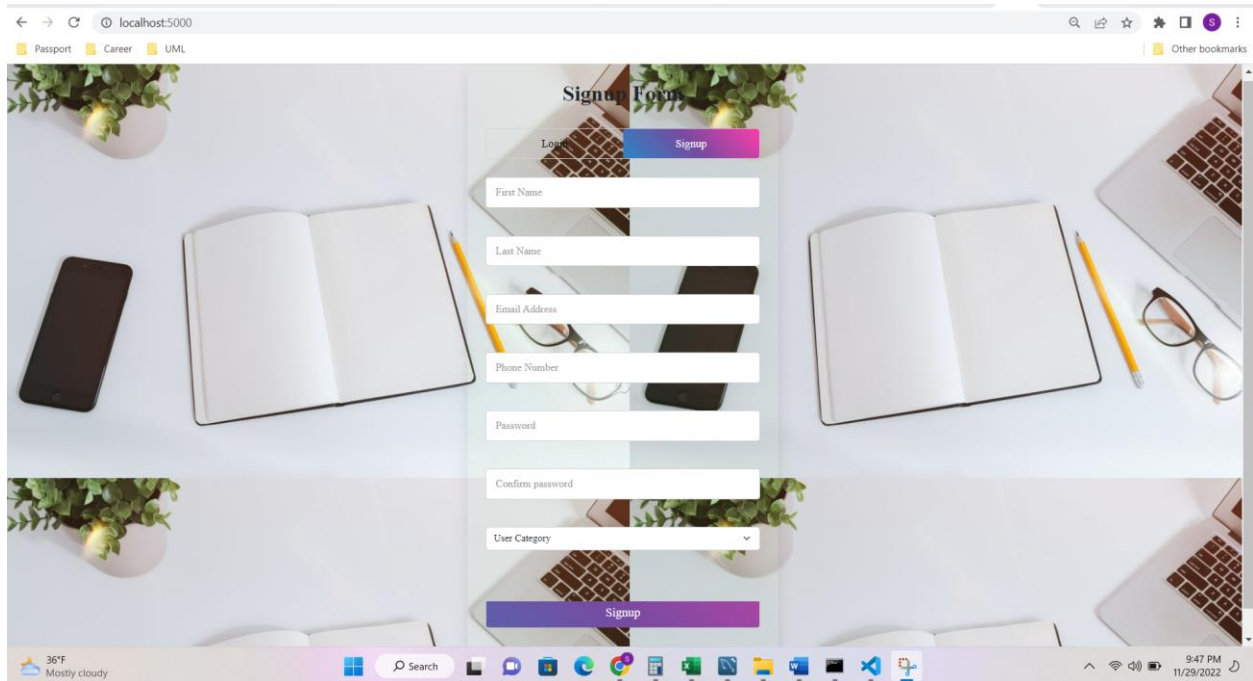 localhost:5000
S
Passport Career UML Other bookmarks
Signup Form
Login Signup
First Name
Last Name
Email Address
Phone Number
Password
Confirm password
User Category
Signup
36°F
Mostly cloudy
Search
9:47 PM
11/29/2022